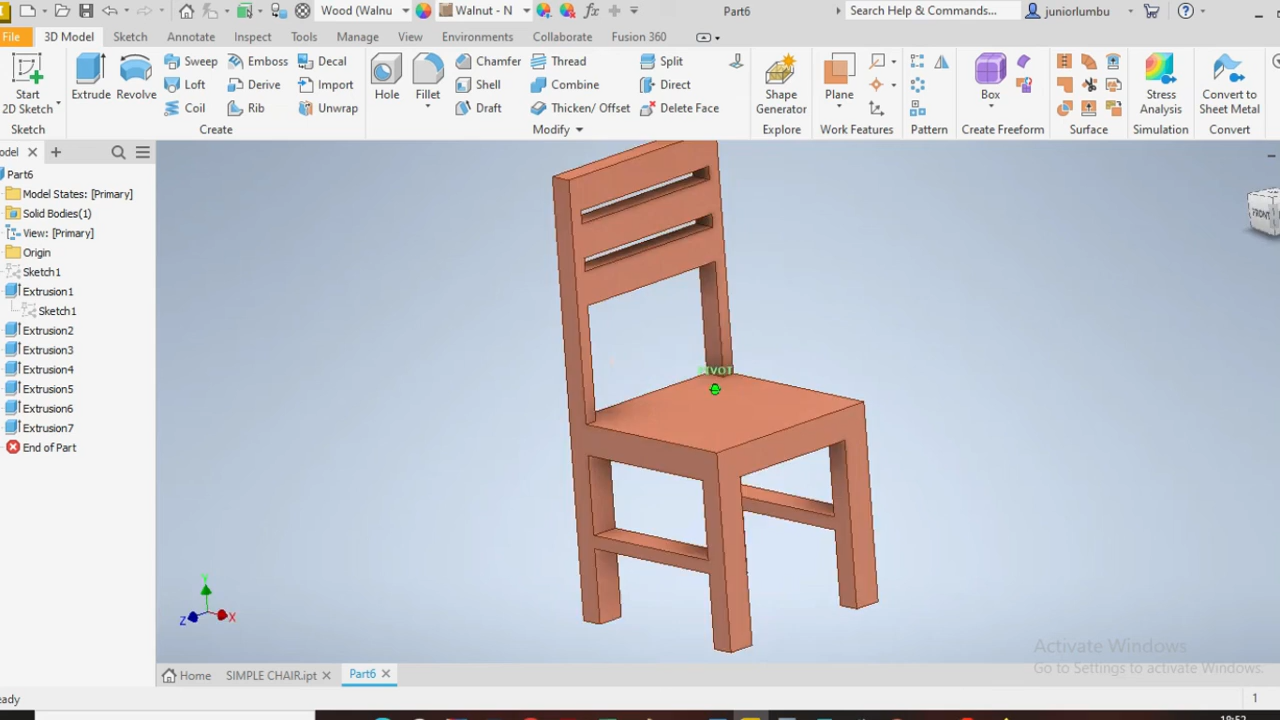 Wood (Walnu
Walnut - N
fx
Part6
Search Help & Commands...
juniorlumbu
File 3D Model Sketch Annotate Inspect Tools Manage View Environments Collaborate Fusion 360
Start
2D Sketch
Extrude
Revolve
Sweep
Emboss
Decal
Loft
Derive
Import
Coil
Rib
Unwrap
Hole
Fillet
Chamfer
Thread
Split
Shell
Combine
Direct
Draft
Thicken/ Offset
Delete Face
Shape
Generator
Plane
Box
Stress
Analysis
Convert to
Sheet Metal
Sketch
Create
Modify
Explore
Work Features
Pattern
Create Freeform
Surface
Simulation
Convert
odel
Part6
Model States: [Primary]
Solid Bodies(1)
View: [Primary]
Origin
Sketch1
Extrusion1
Sketch1
Extrusion2
Extrusion3
Extrusion4
Extrusion5
Extrusion6
Extrusion7
End of Part
FRONT
PIVOT
Y
Z
X
Activate Windows
Go to Settings to activate Windows.
Home
SIMPLE CHAIR.ipt
Part6
eady
1